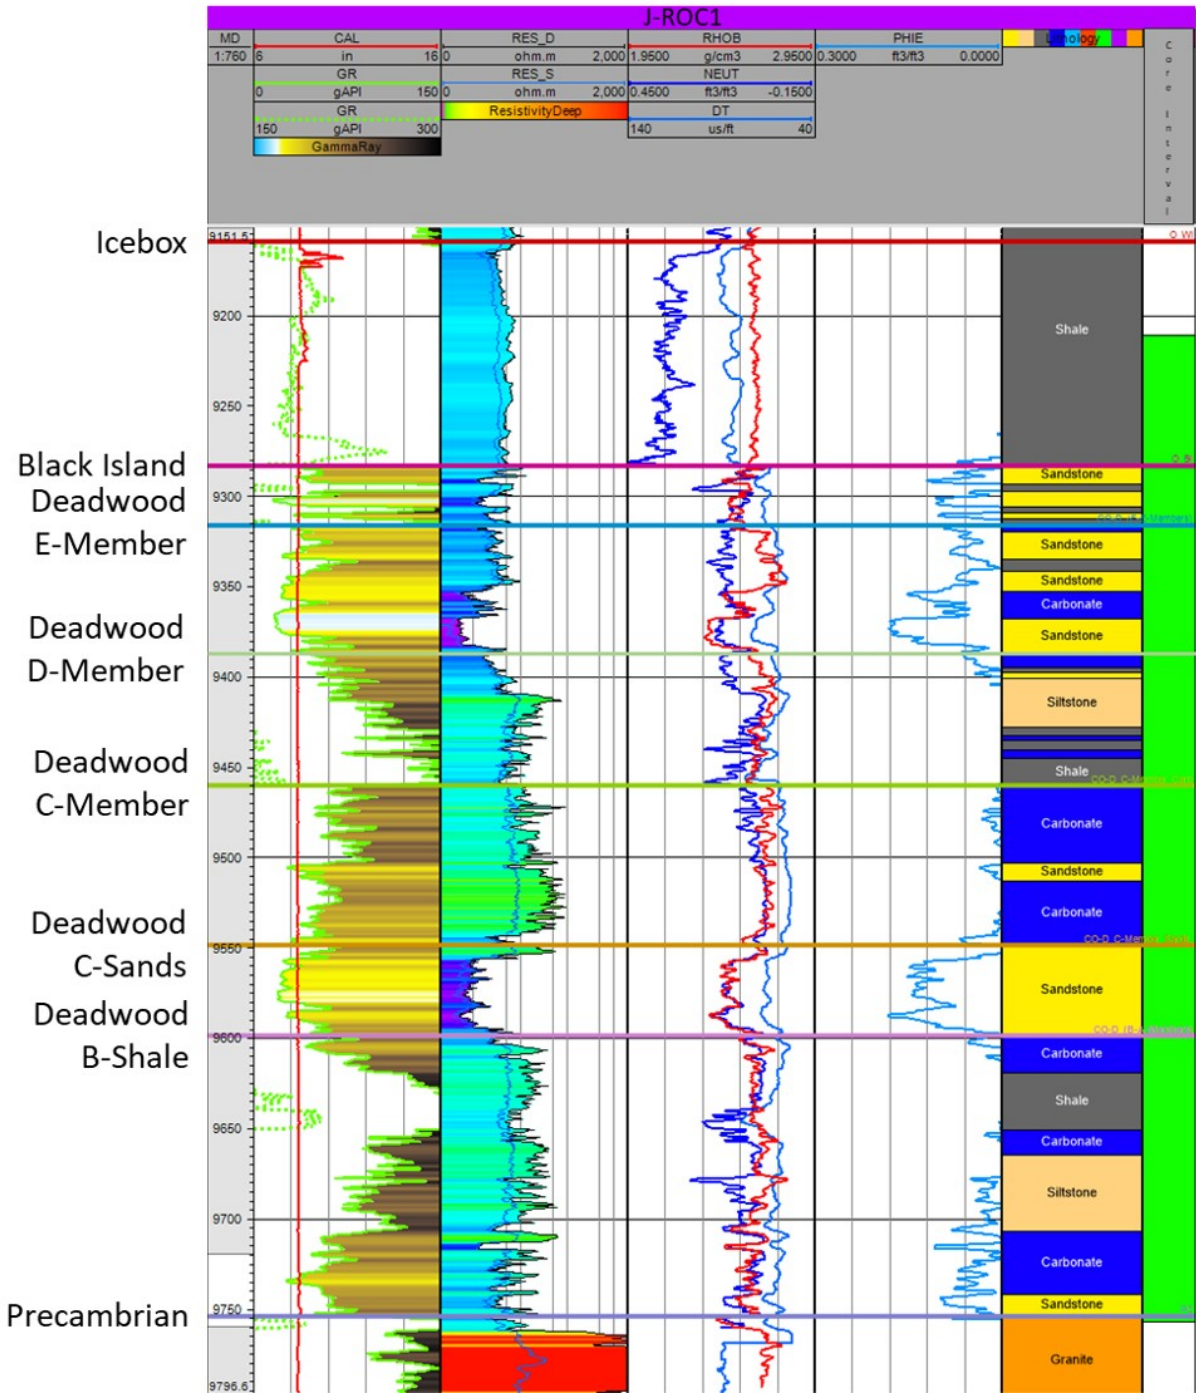 J-ROC1
MD CAL RES_D RHOB PHIE Lithology
1:760 6 in 16 0 ohm.m 2,000 1.9500 g/cm3 2.9500 0.3000 ft3/ft3 0.0000
GR RES_S NEUT
0 gAPI 150 0 ohm.m 2,000 0.4500 ft3/ft3 -0.1500
GR ResistivityDeep DT
150 gAPI 300 140 us/ft 40
GammaRay
Core Interval
9151.5
Icebox
9200
Shale
9250
Black Island
Sandstone
Deadwood
9300
E-Member
Sandstone
9350
Sandstone
Carbonate
Deadwood
Sandstone
D-Member
9400
Siltstone
Deadwood
9450
Shale
C-Member
Carbonate
9500
Sandstone
Deadwood
Carbonate
9550
C-Sands
Sandstone
Deadwood
9600
B-Shale
Carbonate
Shale
9650
Carbonate
Siltstone
9700
Carbonate
Sandstone
9750
Precambrian
Granite
9796.6